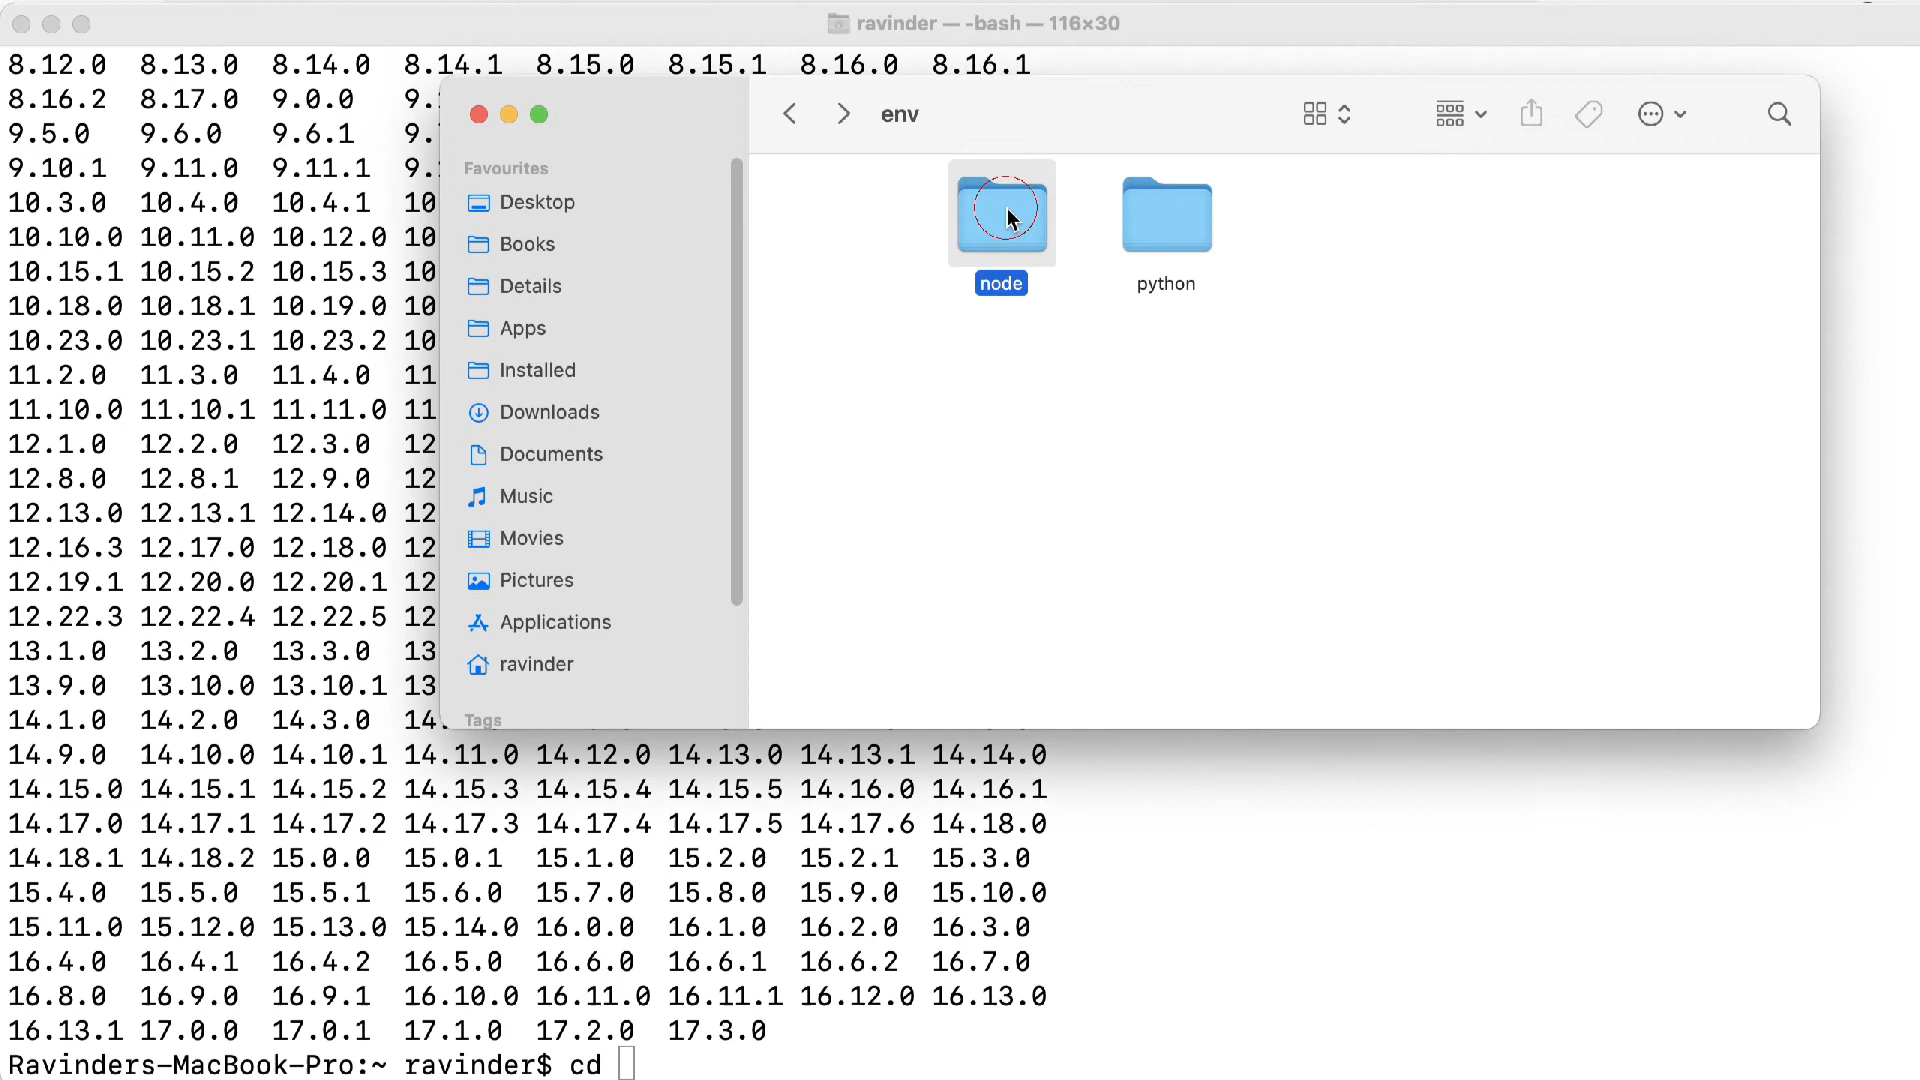 ravinder — -bash — 116×30
8.12.0 8.13.0 8.14.0 8.14.1 8.15.0 8.15.1 8.16.0 8.16.1
8.16.2 8.17.0 9.0.0 9.
9.5.0 9.6.0 9.6.1 9.
9.10.1 9.11.0 9.11.1 9.
10.3.0 10.4.0 10.4.1 10
10.10.0 10.11.0 10.12.0 10
10.15.1 10.15.2 10.15.3 10
10.18.0 10.18.1 10.19.0 10
10.23.0 10.23.1 10.23.2 10
11.2.0 11.3.0 11.4.0 11
11.10.0 11.10.1 11.11.0 11
12.1.0 12.2.0 12.3.0 12
12.8.0 12.8.1 12.9.0 12
12.13.0 12.13.1 12.14.0 12
12.16.3 12.17.0 12.18.0 12
12.19.1 12.20.0 12.20.1 12
12.22.3 12.22.4 12.22.5 12
13.1.0 13.2.0 13.3.0 13
13.9.0 13.10.0 13.10.1 13
14.1.0 14.2.0 14.3.0 14.
14.9.0 14.10.0 14.10.1 14.11.0 14.12.0 14.13.0 14.13.1 14.14.0
14.15.0 14.15.1 14.15.2 14.15.3 14.15.4 14.15.5 14.16.0 14.16.1
14.17.0 14.17.1 14.17.2 14.17.3 14.17.4 14.17.5 14.17.6 14.18.0
14.18.1 14.18.2 15.0.0 15.0.1 15.1.0 15.2.0 15.2.1 15.3.0
15.4.0 15.5.0 15.5.1 15.6.0 15.7.0 15.8.0 15.9.0 15.10.0
15.11.0 15.12.0 15.13.0 15.14.0 16.0.0 16.1.0 16.2.0 16.3.0
16.4.0 16.4.1 16.4.2 16.5.0 16.6.0 16.6.1 16.6.2 16.7.0
16.8.0 16.9.0 16.9.1 16.10.0 16.11.0 16.11.1 16.12.0 16.13.0
16.13.1 17.0.0 17.0.1 17.1.0 17.2.0 17.3.0
Ravinders-MacBook-Pro:~ ravinder$ cd
env
Favourites
Desktop
Books
Details
Apps
Installed
Downloads
Documents
Music
Movies
Pictures
Applications
ravinder
Tags
node
python